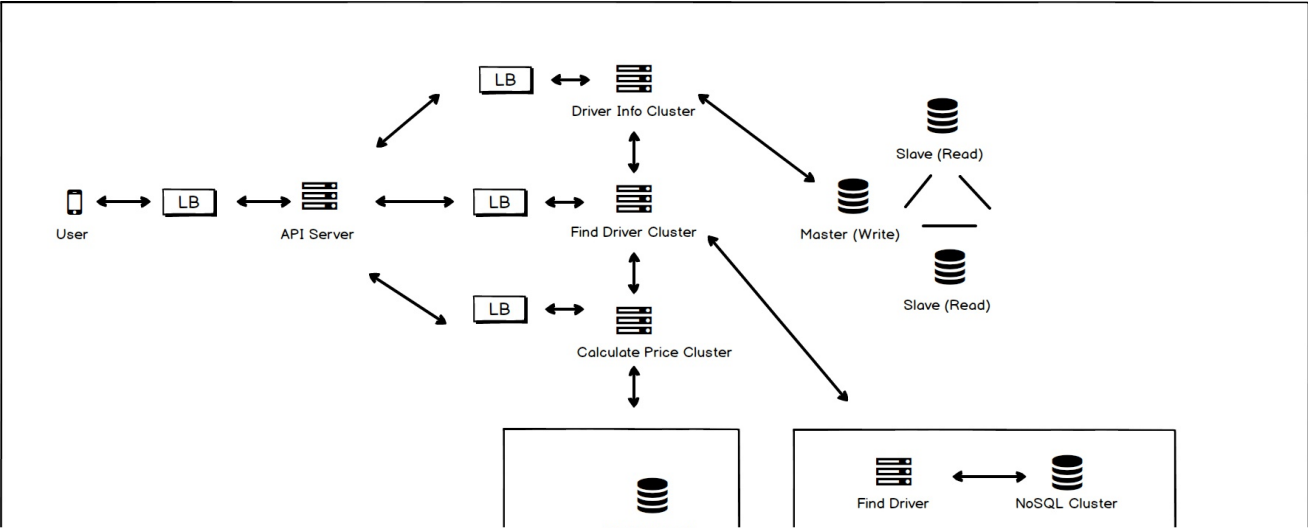 LB
Driver Info Cluster
Slave (Read)
LB
LB
User
API Server
Find Driver Cluster
Master (Write)
Slave (Read)
LB
Calculate Price Cluster
Find Driver
NoSQL Cluster